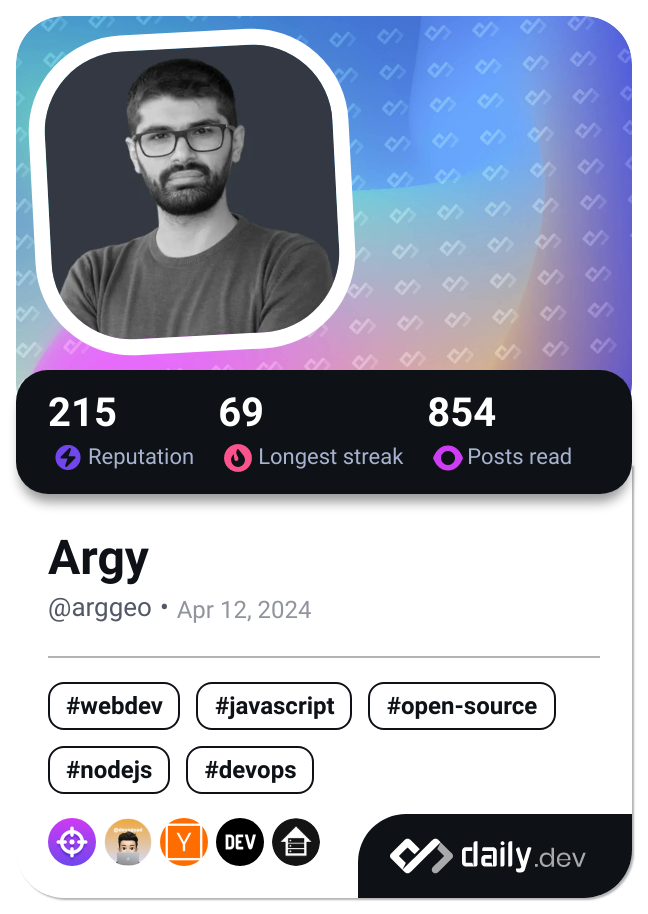 215 69 854
Reputation Longest streak Posts read
Argy
@arggeo • Apr 12, 2024
#webdev #javascript #open-source
#nodejs #devops
Y DEV
daily.dev